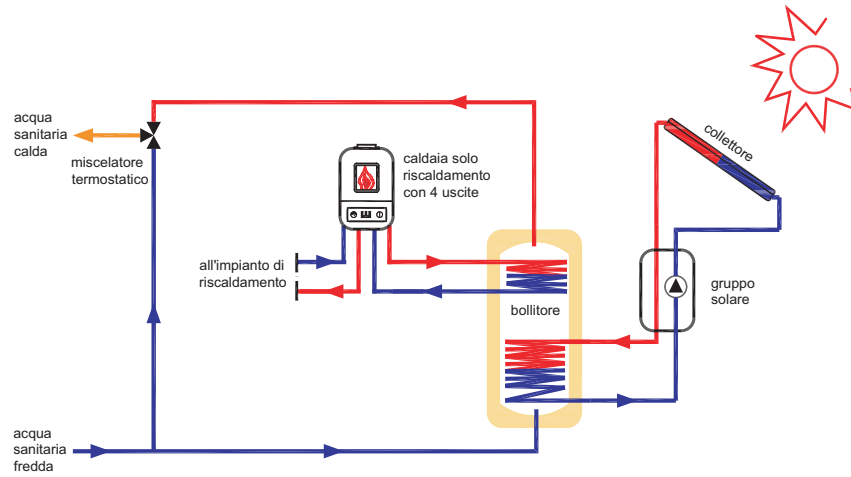 acqua
sanitaria
calda
miscelatore
termostatico
caldaia solo
riscaldamento
con 4 uscite
collettore
all'impianto di
riscaldamento
bollitore
gruppo
solare
acqua
sanitaria
fredda